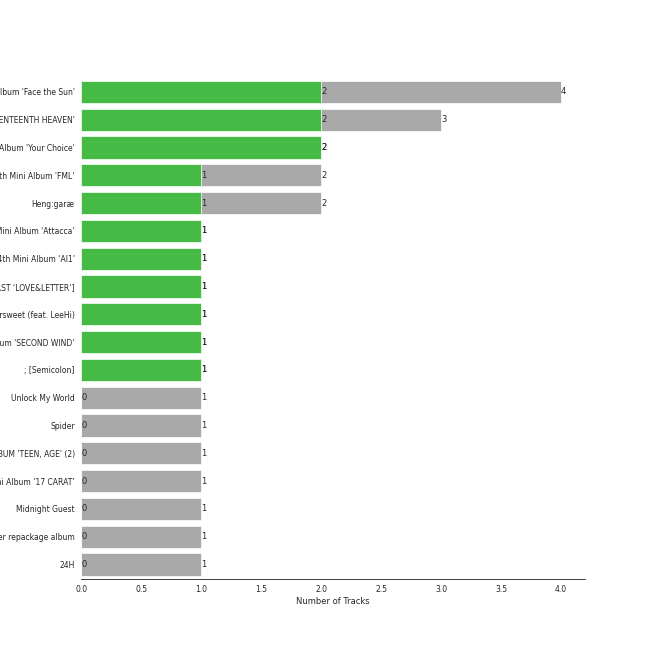 lbum 'Face the Sun' 2 4
ENTEENTH HEAVEN' 2 3
Album 'Your Choice' 2
th Mini Album 'FML' 1 2
Heng:garæ 1 2
Mini Album 'Attacca' 1
4th Mini Album 'Al1' 1
ST 'LOVE&LETTER'] 1
rsweet (feat. LeeHi) 1
um 'SECOND WIND' 1
; [Semicolon] 1
Unlock My World 0 1
Spider 0 1
BUM 'TEEN, AGE' (2) 0 1
ni Album '17 CARAT' 0 1
Midnight Guest 0 1
er repackage album 0 1
24H 0 1
0.0 0.5 1.0 1.5 2.0 2.5 3.0 3.5 4.0
Number of Tracks